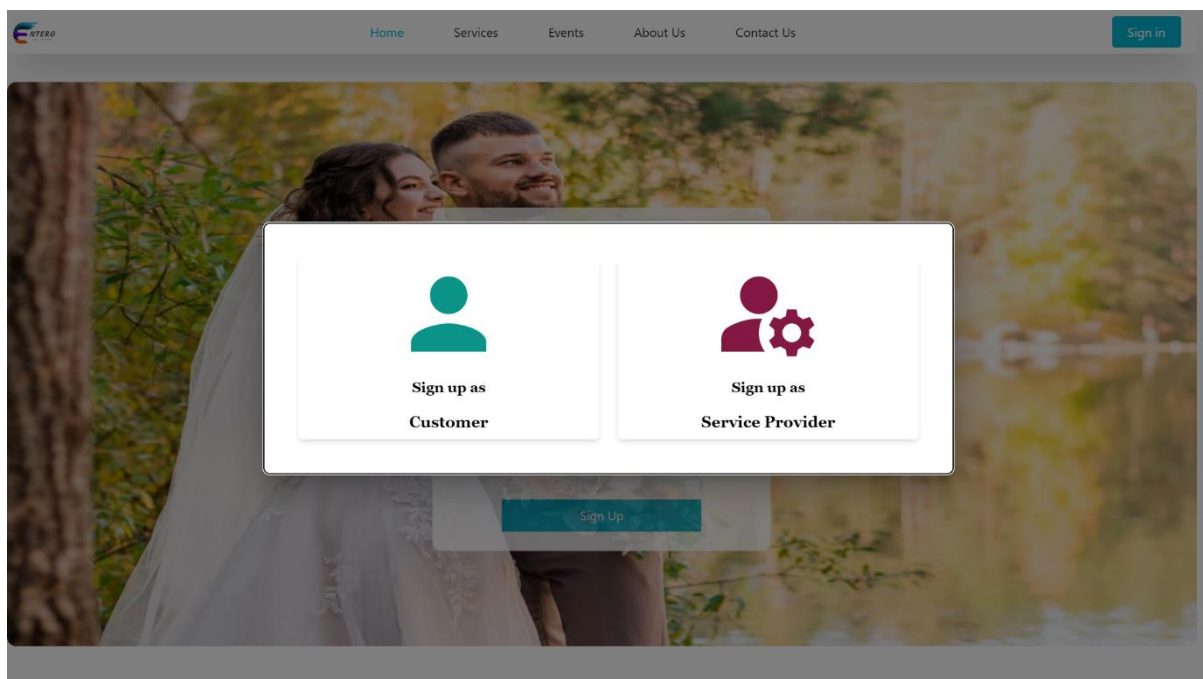 ENTERO
Home Services Events About Us Contact Us Sign in
Sign up as
Customer
Sign up as
Service Provider
Sign Up